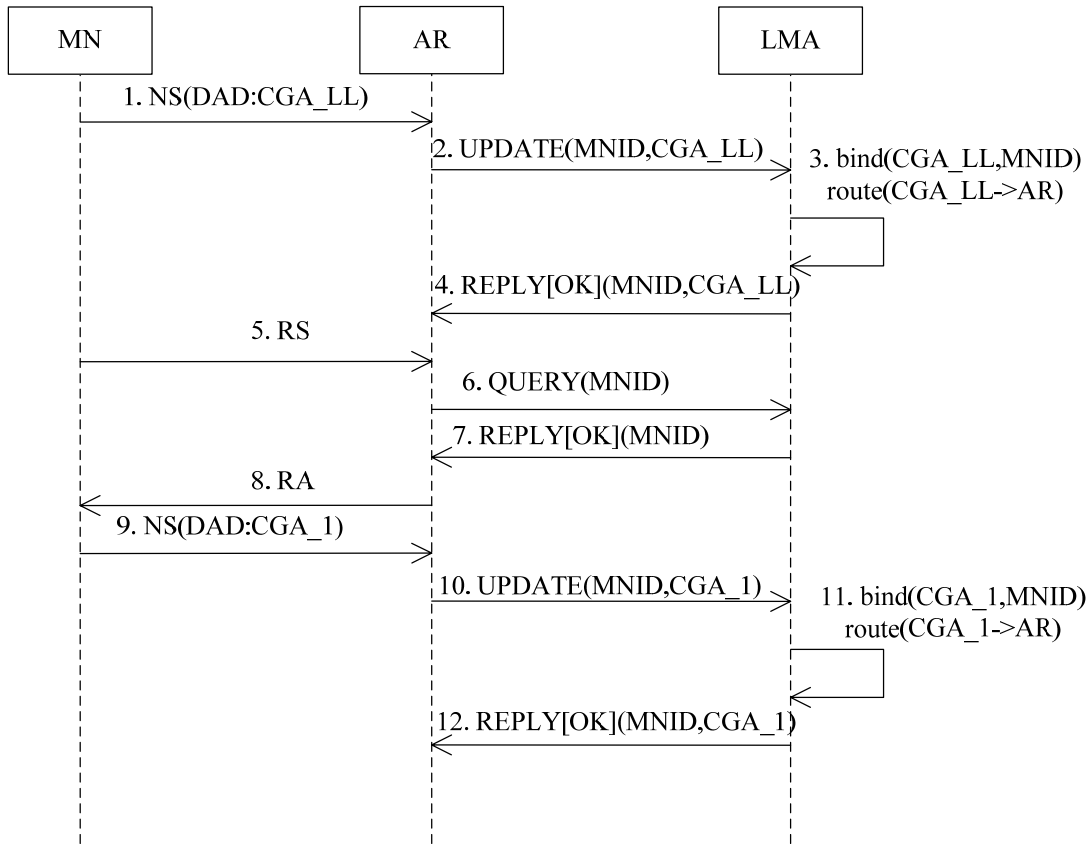 MN
AR
LMA
1. NS(DAD:CGA_LL)
2. UPDATE(MNID,CGA_LL)
3. bind(CGA_LL,MNID)
route(CGA_LL->AR)
4. REPLY[OK](MNID,CGA_LL)
5. RS
6. QUERY(MNID)
7. REPLY[OK](MNID)
8. RA
9. NS(DAD:CGA_1)
10. UPDATE(MNID,CGA_1)
11. bind(CGA_1,MNID)
route(CGA_1->AR)
12. REPLY[OK](MNID,CGA_1)